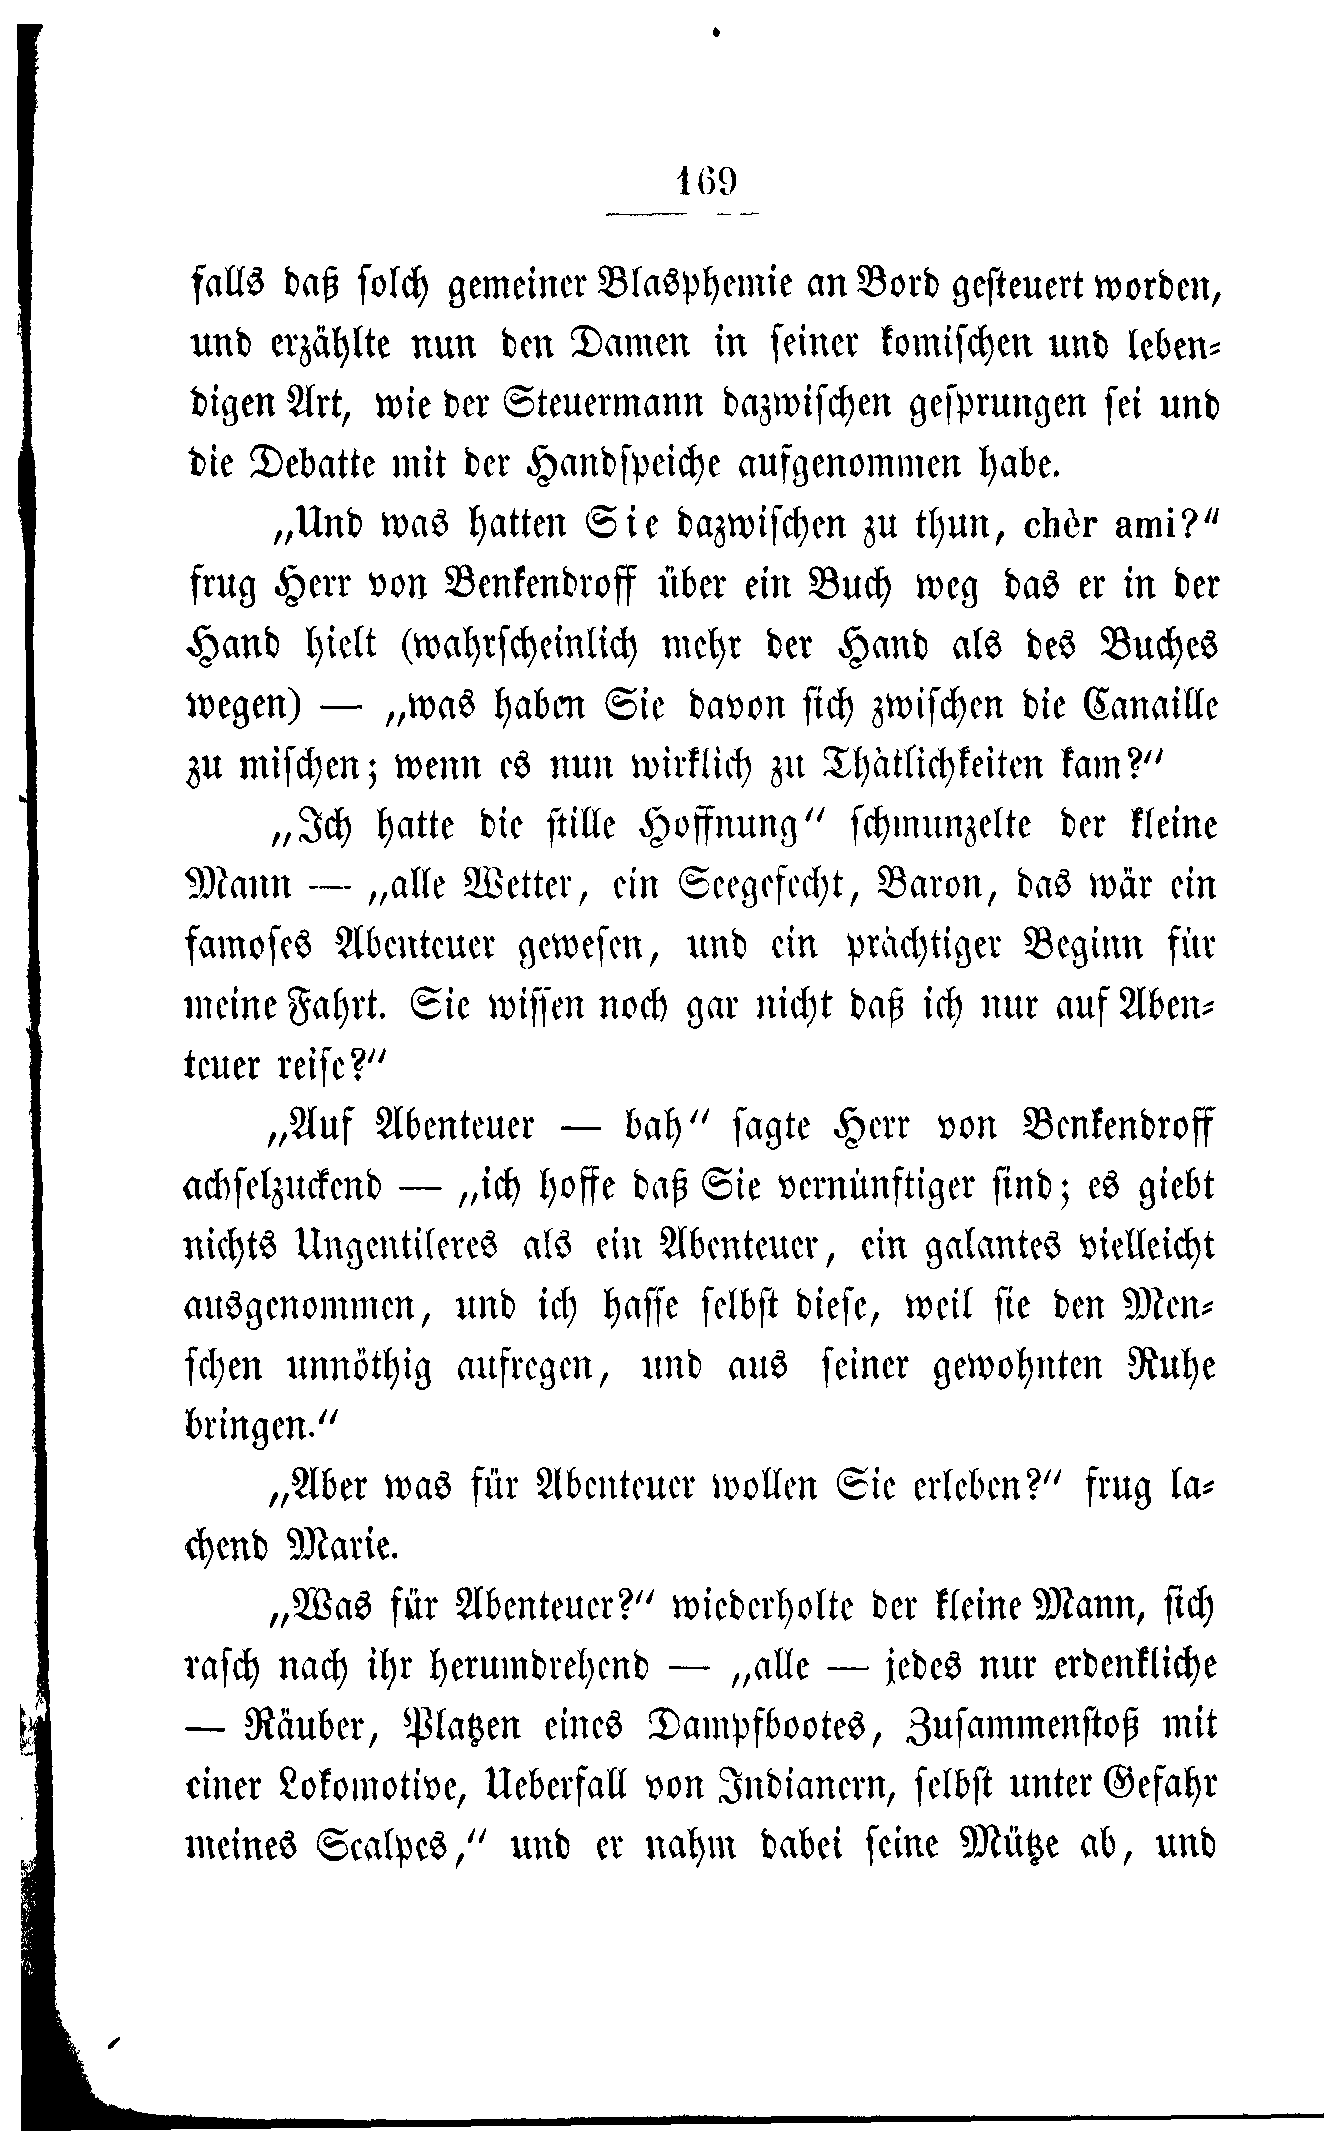 169
falls daß solch gemeiner Blasphemie an Bord gesteuert worden,
und erzählte nun den Damen in seiner komischen und leben-
digen Art, wie der Steuermann dazwischen gesprungen sei und
die Debatte mit der Handspeiche aufgenommen habe.
„Und was hatten Sie dazwischen zu thun, chèr ami?“
frug Herr von Benkendroff über ein Buch weg das er in der
Hand hielt (wahrscheinlich mehr der Hand als des Buches
wegen) — „was haben Sie davon sich zwischen die Canaille
zu mischen; wenn es nun wirklich zu Thätlichkeiten kam?“
„Ich hatte die stille Hoffnung“ schmunzelte der kleine
Mann — „alle Wetter, ein Seegefecht, Baron, das wär ein
famoses Abenteuer gewesen, und ein prächtiger Beginn für
meine Fahrt. Sie wissen noch gar nicht daß ich nur auf Aben-
teuer reise?“
„Auf Abenteuer — bah“ sagte Herr von Benkendroff
achselzuckend — „ich hoffe daß Sie vernünftiger sind; es giebt
nichts Ungentileres als ein Abenteuer, ein galantes vielleicht
ausgenommen, und ich hasse selbst diese, weil sie den Men-
schen unnöthig aufregen, und aus seiner gewohnten Ruhe
bringen.“
„Aber was für Abenteuer wollen Sie erleben?“ frug la-
chend Marie.
„Was für Abenteuer?“ wiederholte der kleine Mann, sich
rasch nach ihr herumdrehend — „alle — jedes nur erdenkliche
— Räuber, Platzen eines Dampfbootes, Zusammenstoß mit
einer Lokomotive, Ueberfall von Indianern, selbst unter Gefahr
meines Scalpes,“ und er nahm dabei seine Mütze ab, und